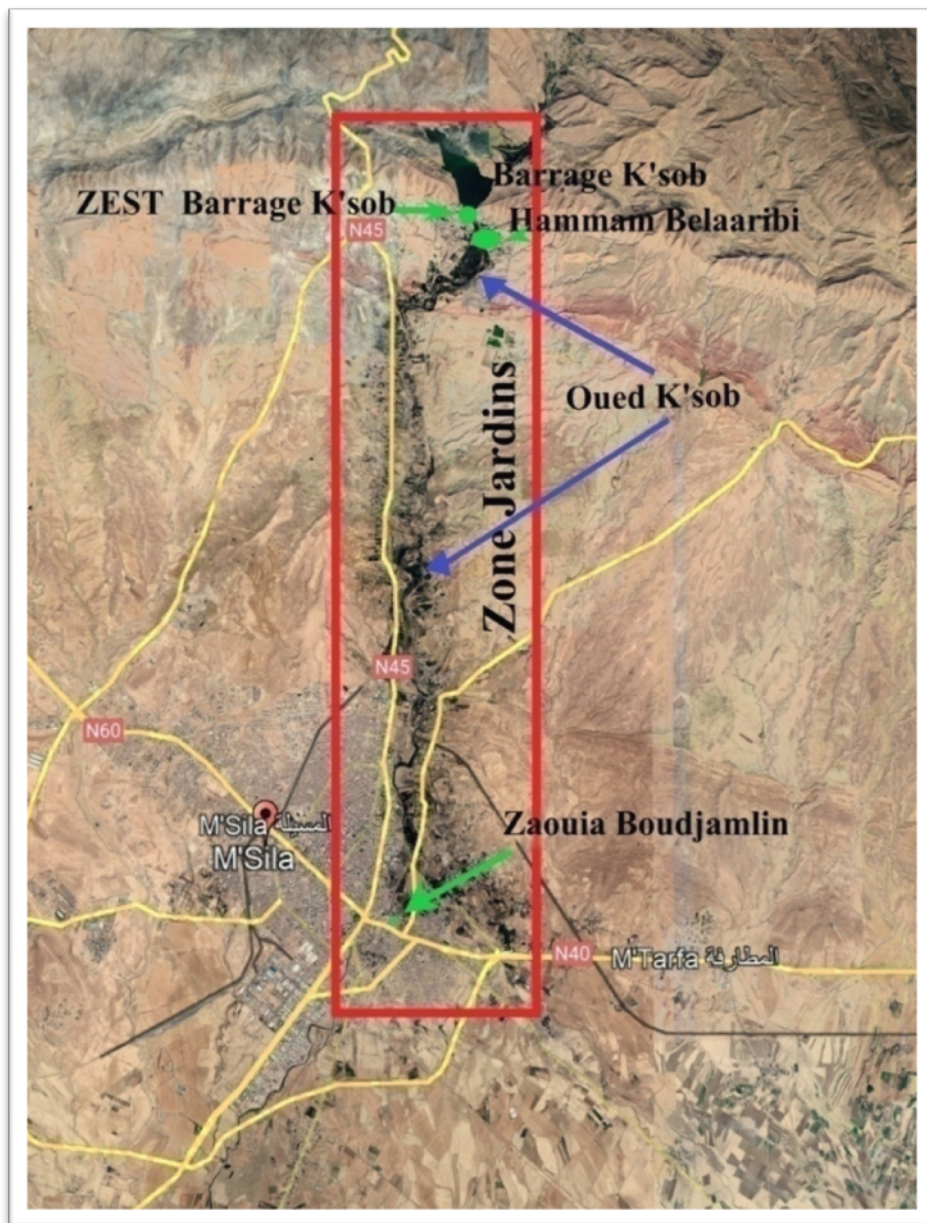 Barrage K'sob
ZEST Barrage K'sob
Hammam Belaaribi
N45
Oued K'sob
Zone Jardins
N45
N60
Zaouia Boudjamlin
M'Sila المسيلة
M'Sila
N40
M'Tarfa المطارفة